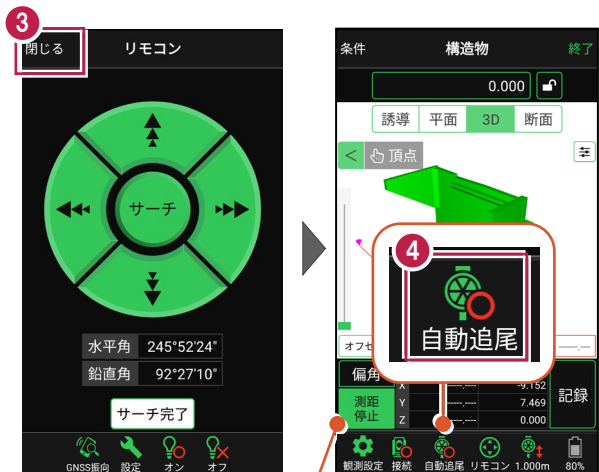 3
閉じる リモコン
サーチ
水平角 245°52'24"
鉛直角 92°27'10"
サーチ完了
GNSS振向 設定 オン オフ
条件 構造物 終了
0.000
誘導 平面 3D 断面
< 頂点
4
自動追尾
オフセ -----.---
偏角
X -----.--- -9.152
測距停止 Y -----.--- 7.469
Z -----.--- 0.000
記録
観測設定 接続 自動追尾 リモコン 1.000m 80%